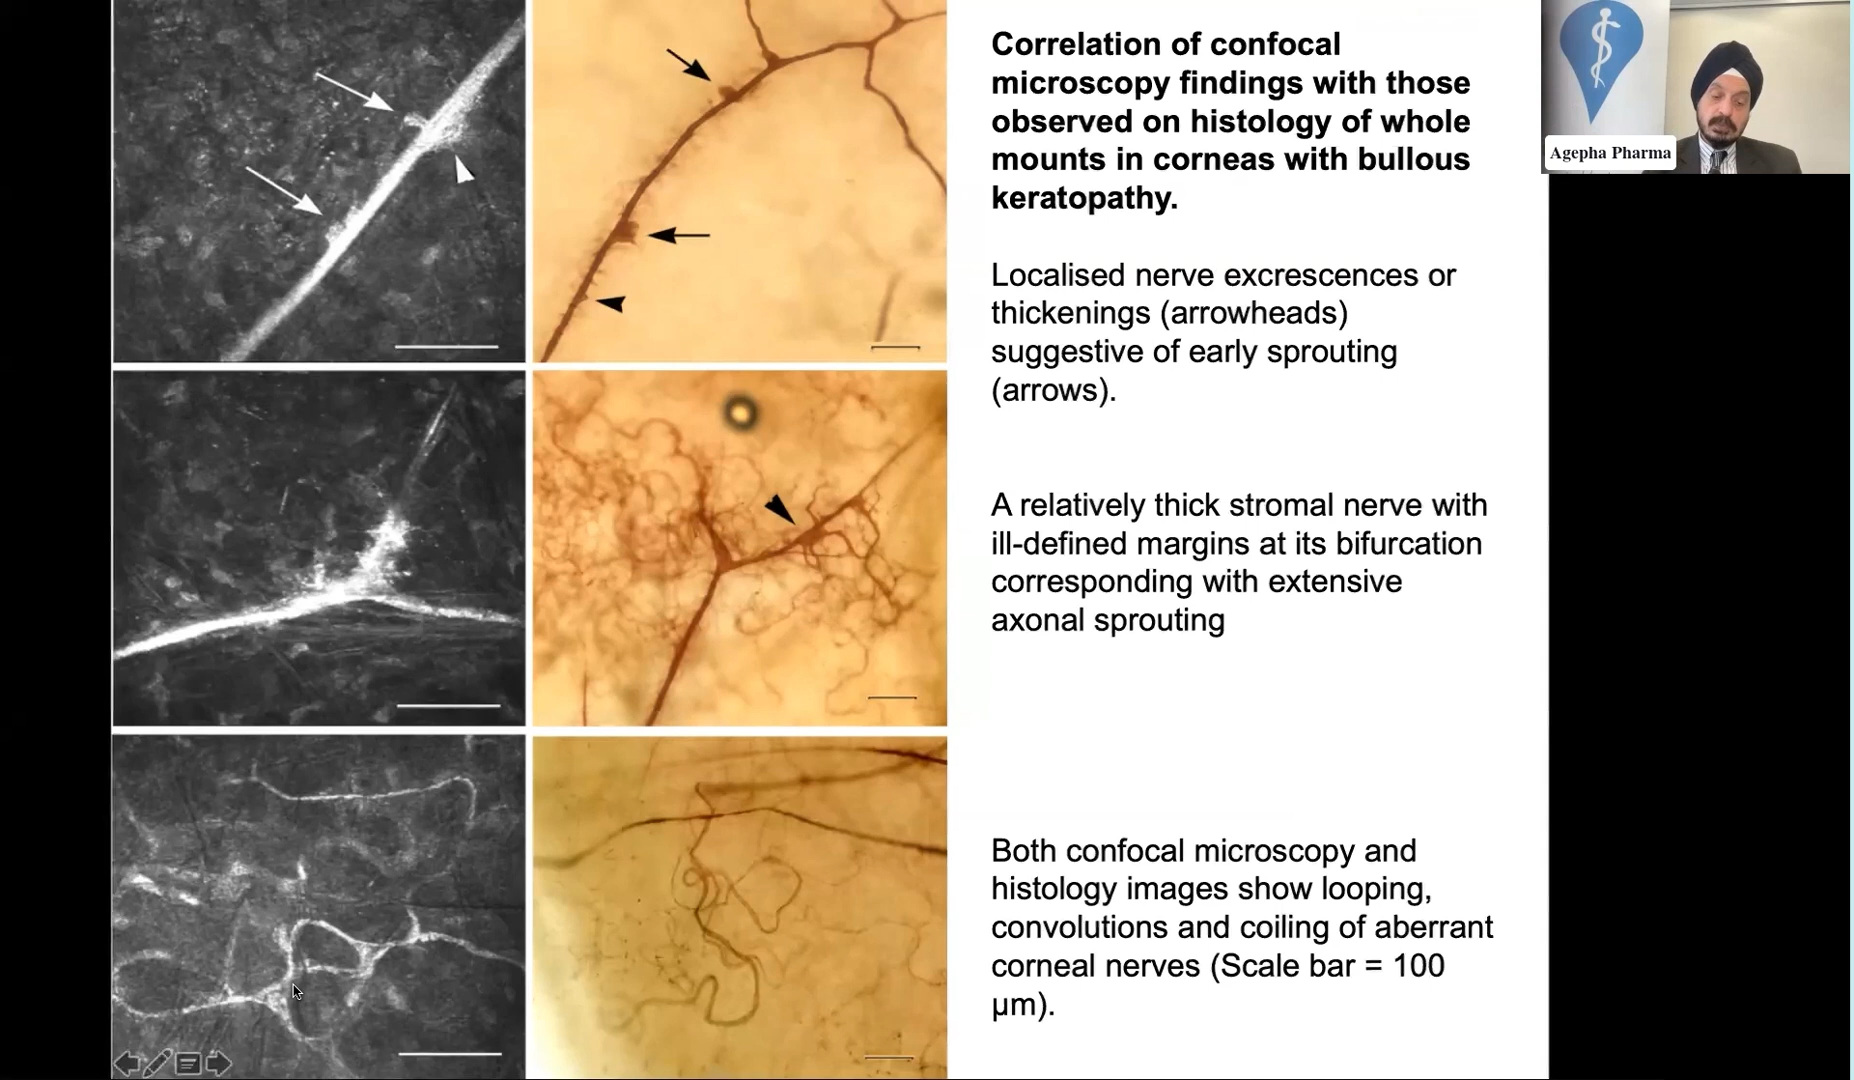 Correlation of confocal
microscopy findings with those
observed on histology of whole
mounts in corneas with bullous
keratopathy.
Localised nerve excrescences or
thickenings (arrowheads)
suggestive of early sprouting
(arrows).
A relatively thick stromal nerve with
ill-defined margins at its bifurcation
corresponding with extensive
axonal sprouting
Both confocal microscopy and
histology images show looping,
convolutions and coiling of aberrant
corneal nerves (Scale bar = 100
µm).
Agepha Pharma